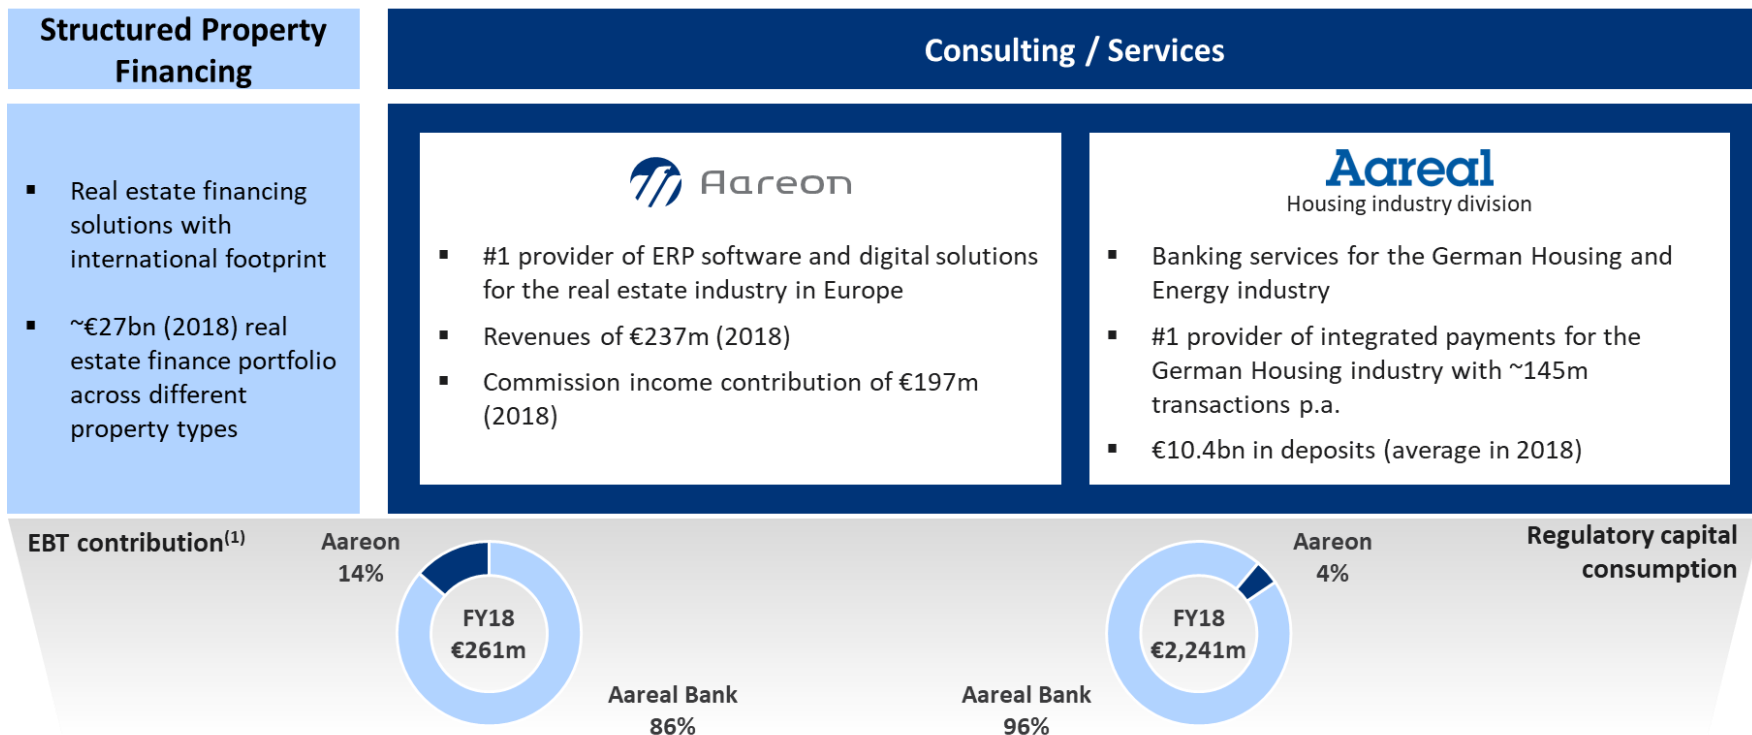 Structured Property
Financing
Consulting / Services
▪ Real estate financing
solutions with
international footprint
▪ ~€27bn (2018) real
estate finance portfolio
across different
property types
Aareon
▪ #1 provider of ERP software and digital solutions
for the real estate industry in Europe
▪ Revenues of €237m (2018)
▪ Commission income contribution of €197m
(2018)
Aareal
Housing industry division
▪ Banking services for the German Housing and
Energy industry
▪ #1 provider of integrated payments for the
German Housing industry with ~145m
transactions p.a.
▪ €10.4bn in deposits (average in 2018)
EBT contribution(1)
Aareon
14%
FY18
€261m
Aareal Bank
86%
Regulatory capital
consumption
Aareon
4%
FY18
€2,241m
Aareal Bank
96%